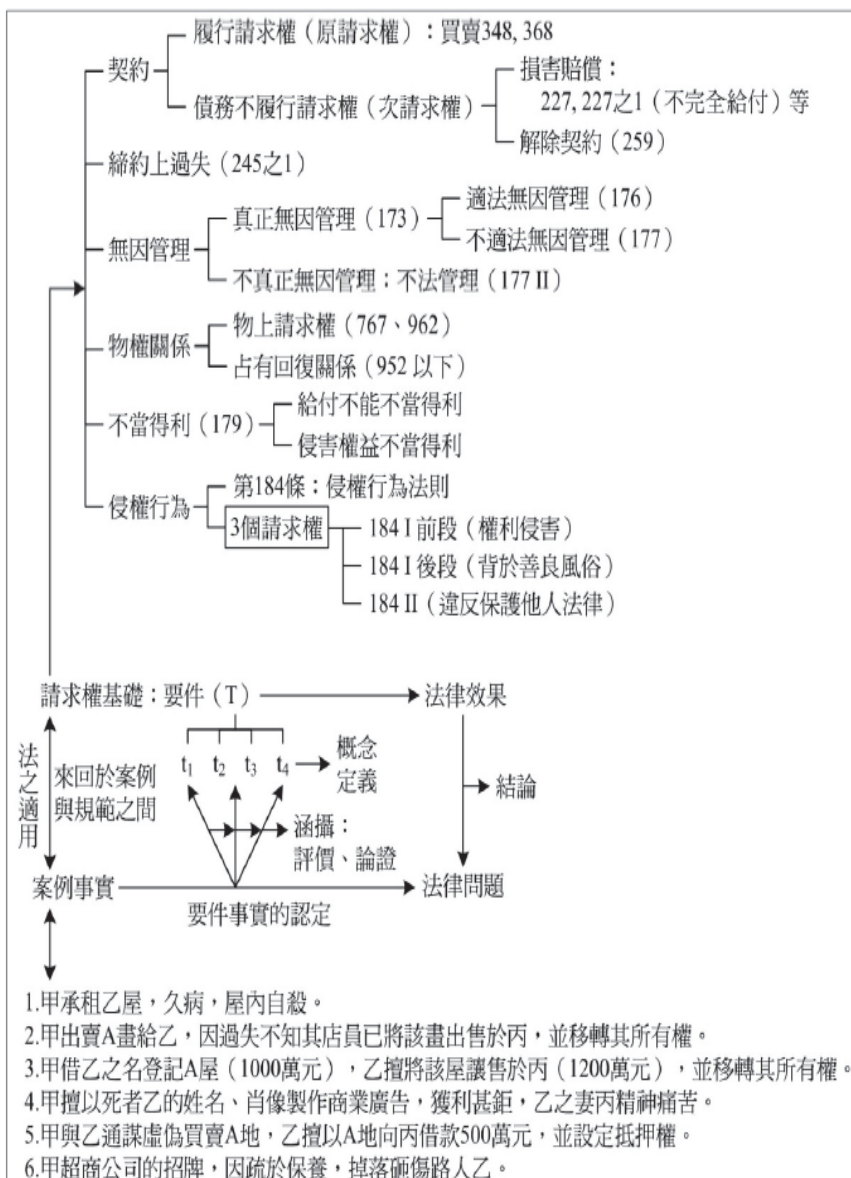 履行請求權（原請求權）：買賣348, 368
契約
損害賠償：
227, 227之1（不完全給付）等
債務不履行請求權（次請求權）
解除契約（259）
締約上過失（245之1）
適法無因管理（176）
真正無因管理（173）
不適法無因管理（177）
無因管理
不真正無因管理：不法管理（177 II）
物上請求權（767、962）
物權關係
占有回復關係（952 以下）
給付不能不當得利
不當得利（179）
侵害權益不當得利
第184條：侵權行為法則
侵權行為
3個請求權
184 I 前段（權利侵害）
184 I 後段（背於善良風俗）
184 II（違反保護他人法律）
請求權基礎：要件（T）
法律效果
t1 t2 t3 t4
概念
定義
法之適用
來回於案例
與規範之間
結論
涵攝：
評價、論證
案例事實
法律問題
要件事實的認定
1.甲承租乙屋，久病，屋內自殺。
2.甲出賣A畫給乙，因過失不知其店員已將該畫出售於丙，並移轉其所有權。
3.甲借乙之名登記A屋（1000萬元），乙擅將該屋讓售於丙（1200萬元），並移轉其所有權。
4.甲擅以死者乙的姓名、肖像製作商業廣告，獲利甚鉅，乙之妻丙精神痛苦。
5.甲與乙通謀虛偽買賣A地，乙擅以A地向丙借款500萬元，並設定抵押權。
6.甲超商公司的招牌，因疏於保養，掉落砸傷路人乙。